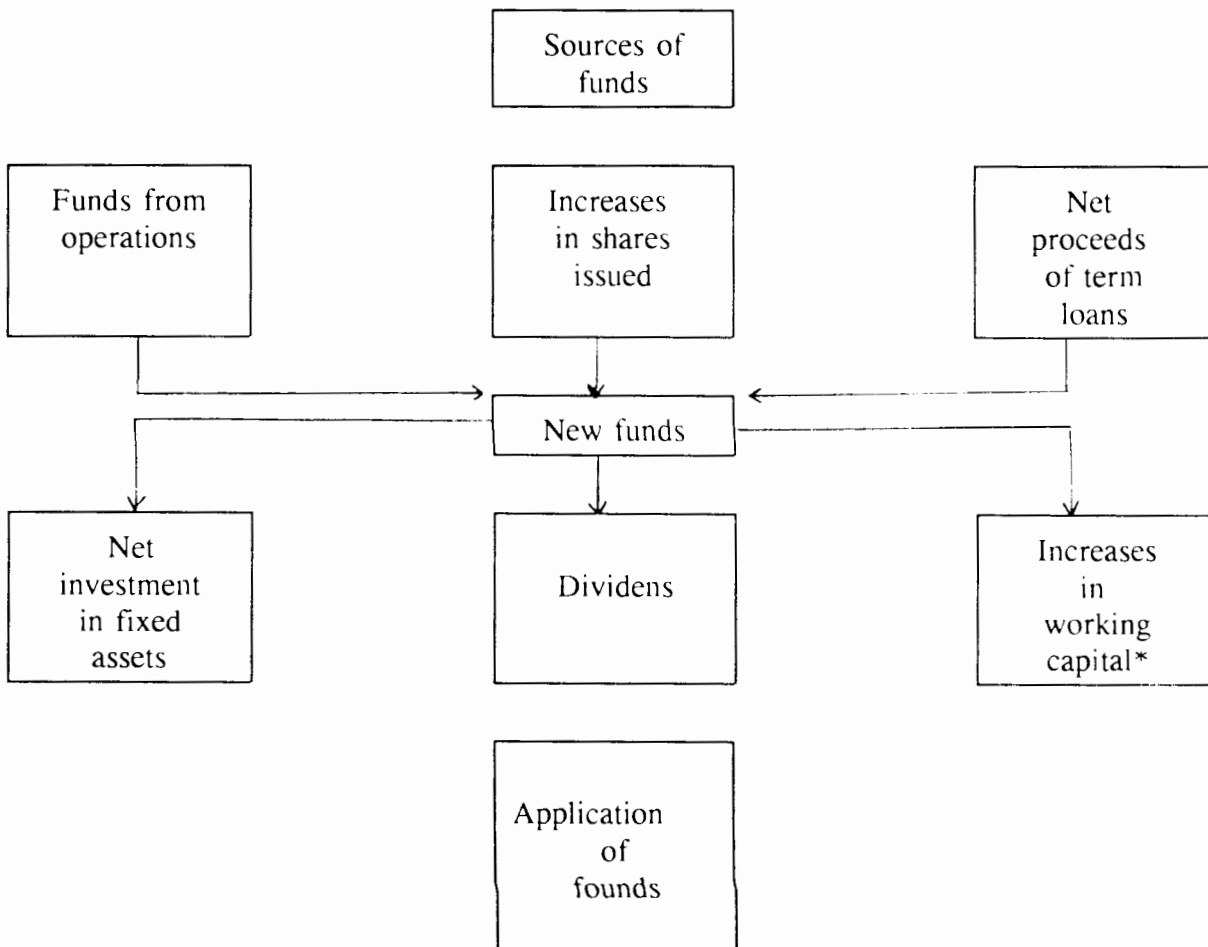 Sources of
funds
Funds from
operations
Increases
in shares
issued
Net
proceeds
of term
loans
New funds
Net
investment
in fixed
assets
Dividens
Increases
in
working
capital*
Application
of
founds